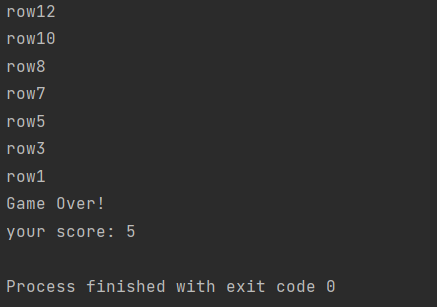 row12
row10
row8
row7
row5
row3
row1
Game Over!
your score: 5
Process finished with exit code 0